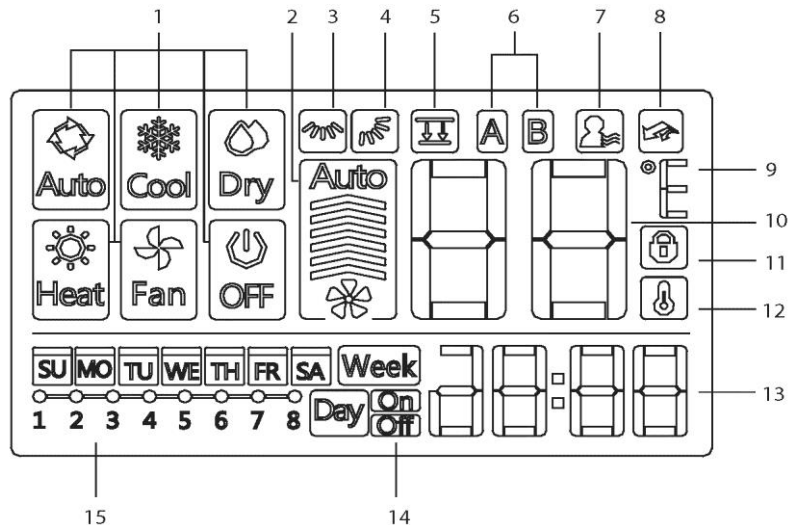 1 2 3 4 5 6 7 8
Auto Cool Dry Auto A B
9
10
Heat Fan OFF
11
12
SU MO TU WE TH FR SA Week
Day On Off
1 2 3 4 5 6 7 8
13
15 14